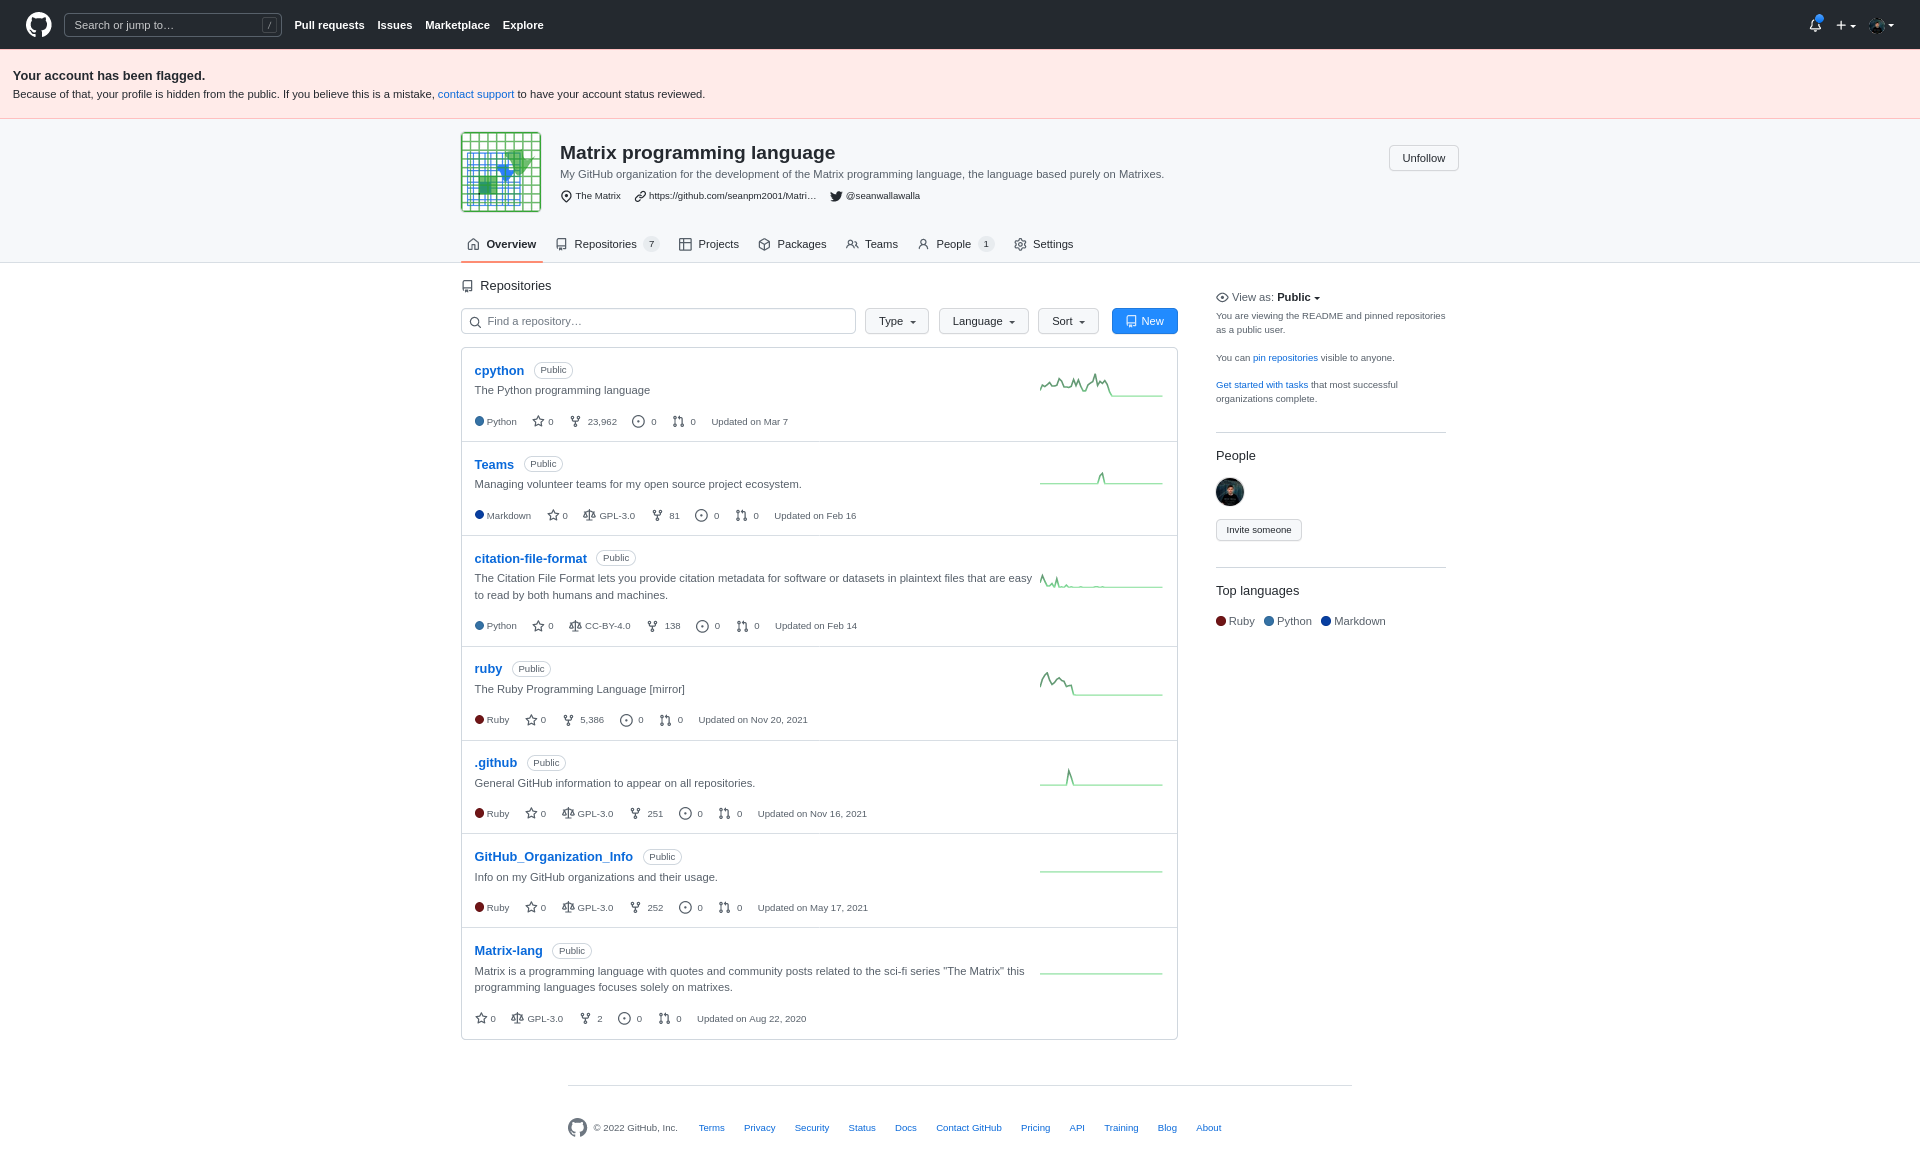 Search or jump to… / Pull requests Issues Marketplace Explore
Your account has been flagged.
Because of that, your profile is hidden from the public. If you believe this is a mistake, contact support to have your account status reviewed.
Matrix programming language
Unfollow
My GitHub organization for the development of the Matrix programming language, the language based purely on Matrixes.
The Matrix https://github.com/seanpm2001/Matri… @seanwallawalla
Overview Repositories 7 Projects Packages Teams People 1 Settings
Repositories
Find a repository… Type Language Sort New
cpython Public
The Python programming language
Python 0 23,962 0 0 Updated on Mar 7
Teams Public
Managing volunteer teams for my open source project ecosystem.
Markdown 0 GPL-3.0 81 0 0 Updated on Feb 16
citation-file-format Public
The Citation File Format lets you provide citation metadata for software or datasets in plaintext files that are easy
to read by both humans and machines.
Python 0 CC-BY-4.0 138 0 0 Updated on Feb 14
ruby Public
The Ruby Programming Language [mirror]
Ruby 0 5,386 0 0 Updated on Nov 20, 2021
.github Public
General GitHub information to appear on all repositories.
Ruby 0 GPL-3.0 251 0 0 Updated on Nov 16, 2021
GitHub_Organization_Info Public
Info on my GitHub organizations and their usage.
Ruby 0 GPL-3.0 252 0 0 Updated on May 17, 2021
Matrix-lang Public
Matrix is a programming language with quotes and community posts related to the sci-fi series "The Matrix" this
programming languages focuses solely on matrixes.
0 GPL-3.0 2 0 0 Updated on Aug 22, 2020
View as: Public
You are viewing the README and pinned repositories
as a public user.
You can pin repositories visible to anyone.
Get started with tasks that most successful
organizations complete.
People
Invite someone
Top languages
Ruby Python Markdown
© 2022 GitHub, Inc. Terms Privacy Security Status Docs Contact GitHub Pricing API Training Blog About